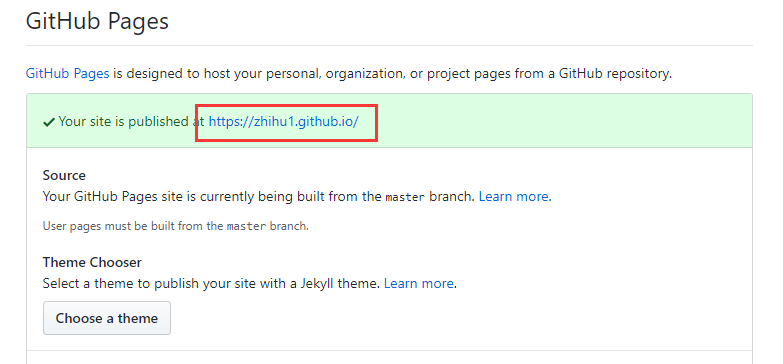 GitHub Pages
GitHub Pages is designed to host your personal, organization, or project pages from a GitHub repository.
✓ Your site is published at https://zhihu1.github.io/
Source
Your GitHub Pages site is currently being built from the master branch. Learn more.
User pages must be built from the master branch.
Theme Chooser
Select a theme to publish your site with a Jekyll theme. Learn more.
Choose a theme